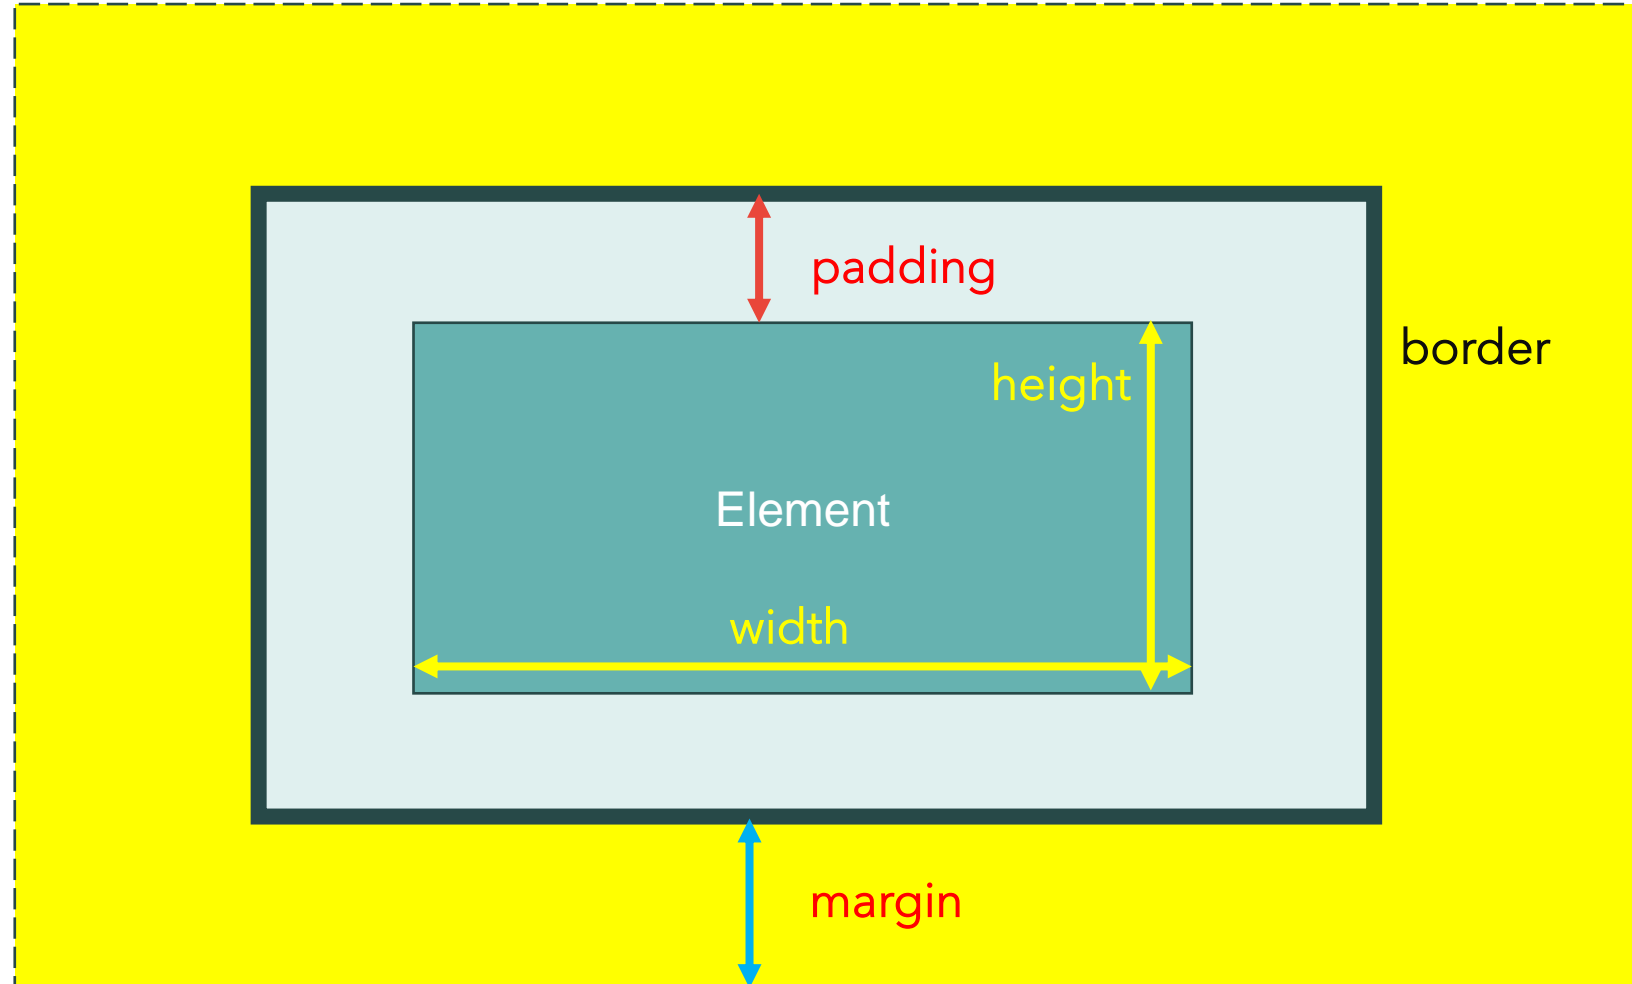 padding
border
height
Element
width
margin